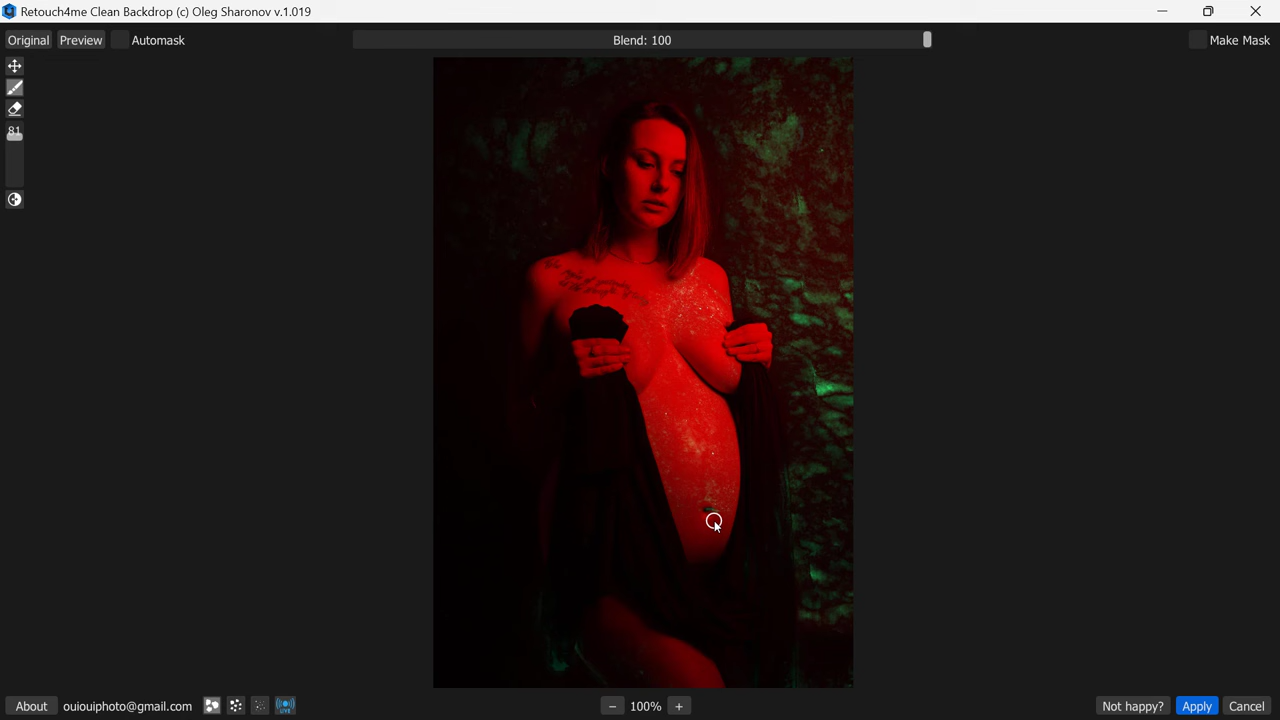 Retouch4me Clean Backdrop (c) Oleg Sharonov v.1.019
Original Preview Automask Blend: 100 Make Mask
81
About ouiouiphoto@gmail.com LIVE − 100% + Not happy? Apply Cancel